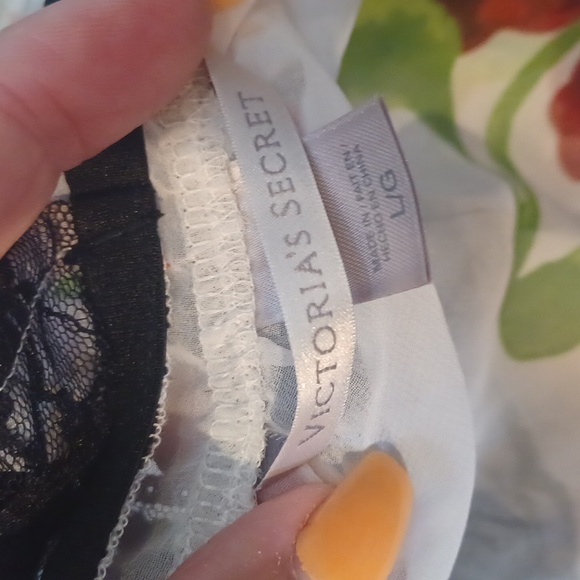 VICTORIA'S SECRET
L/G
MADE IN / FAIT EN /
HECHO EN CHINA